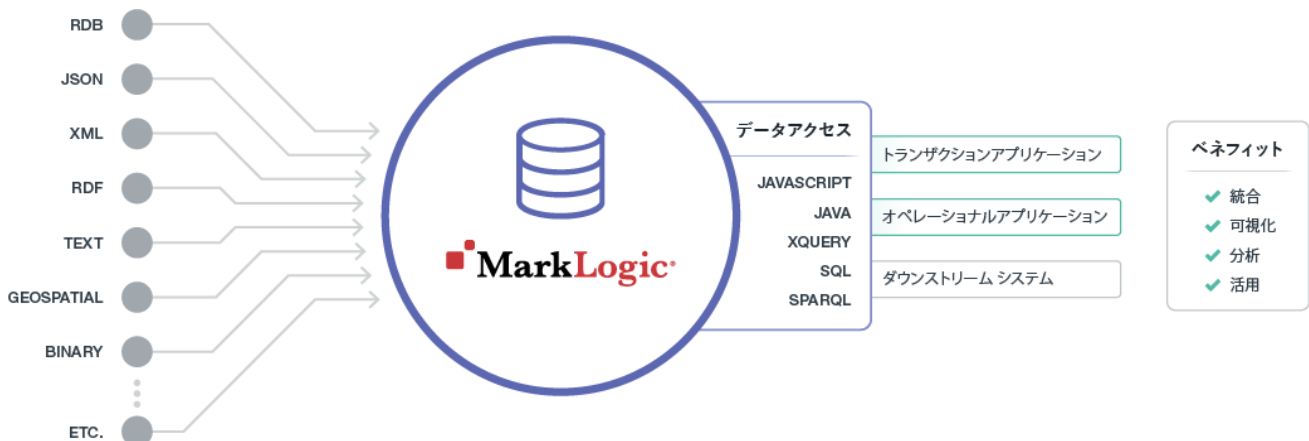 RDB
JSON
XML
RDF
TEXT
GEOSPATIAL
BINARY
ETC.
MarkLogic®
データアクセス
JAVASCRIPT
JAVA
XQUERY
SQL
SPARQL
トランザクションアプリケーション
オペレーショナルアプリケーション
ダウンストリーム システム
ベネフィット
統合
可視化
分析
活用